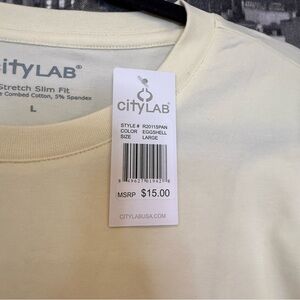 CITYLAB®
Stretch Slim Fit
Combed Cotton, 5% Spandex
L
CITYLAB®
STYLE # R2011SPAN
COLOR EGGSHELL
SIZE LARGE
MSRP $15.00
CITYLABUSA.COM